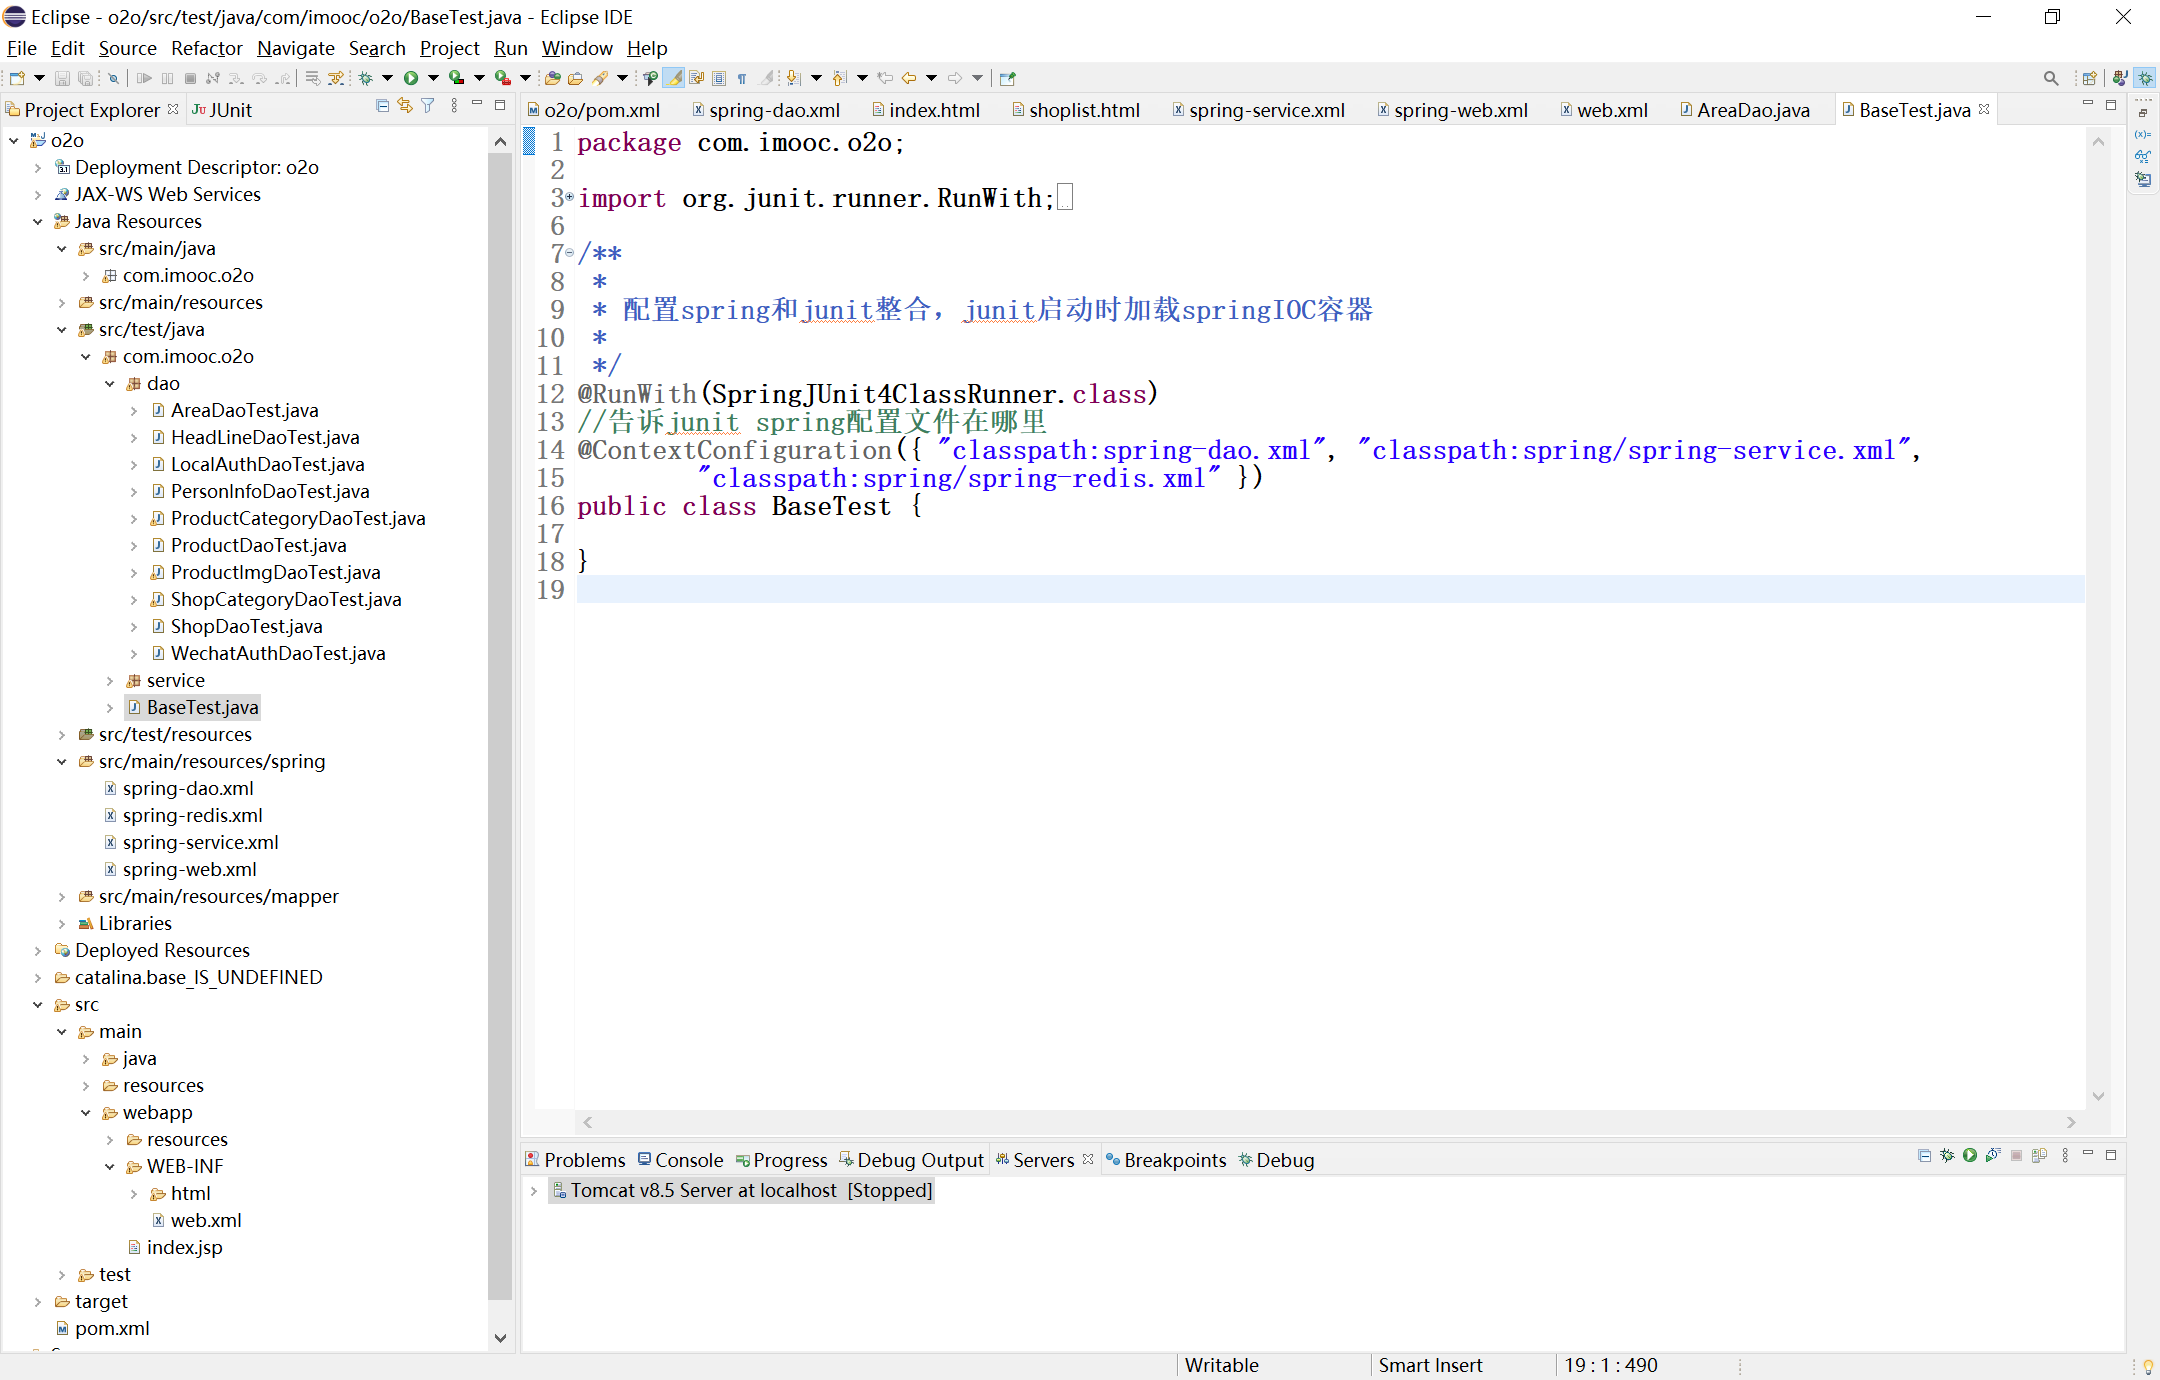 Eclipse - o2o/src/test/java/com/imooc/o2o/BaseTest.java - Eclipse IDE
File Edit Source Refactor Navigate Search Project Run Window Help
Project Explorer JUnit
o2o
Deployment Descriptor: o2o
JAX-WS Web Services
Java Resources
src/main/java
com.imooc.o2o
src/main/resources
src/test/java
com.imooc.o2o
dao
AreaDaoTest.java
HeadLineDaoTest.java
LocalAuthDaoTest.java
PersonInfoDaoTest.java
ProductCategoryDaoTest.java
ProductDaoTest.java
ProductImgDaoTest.java
ShopCategoryDaoTest.java
ShopDaoTest.java
WechatAuthDaoTest.java
service
BaseTest.java
src/test/resources
src/main/resources/spring
spring-dao.xml
spring-redis.xml
spring-service.xml
spring-web.xml
src/main/resources/mapper
Libraries
Deployed Resources
catalina.base_IS_UNDEFINED
src
main
java
resources
webapp
resources
WEB-INF
html
web.xml
index.jsp
test
target
pom.xml
o2o/pom.xml spring-dao.xml index.html shoplist.html spring-service.xml spring-web.xml web.xml AreaDao.java BaseTest.java
1 package com.imooc.o2o;
2
3 import org.junit.runner.RunWith;
6
7 /**
8 *
9 * 配置spring和junit整合，junit启动时加载springIOC容器
10 *
11 */
12 @RunWith(SpringJUnit4ClassRunner.class)
13 //告诉junit spring配置文件在哪里
14 @ContextConfiguration({ "classpath:spring-dao.xml", "classpath:spring/spring-service.xml",
15 "classpath:spring/spring-redis.xml" })
16 public class BaseTest {
17
18 }
19
Problems Console Progress Debug Output Servers Breakpoints Debug
Tomcat v8.5 Server at localhost [Stopped]
Writable Smart Insert 19 : 1 : 490